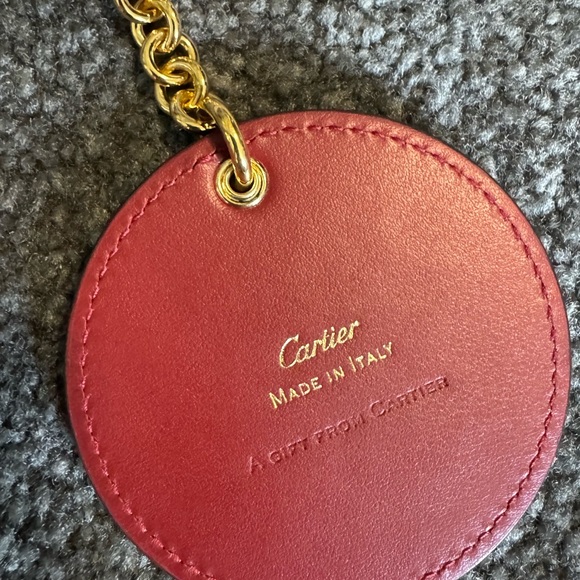 Cartier
MADE IN ITALY
A GIFT FROM CARTIER